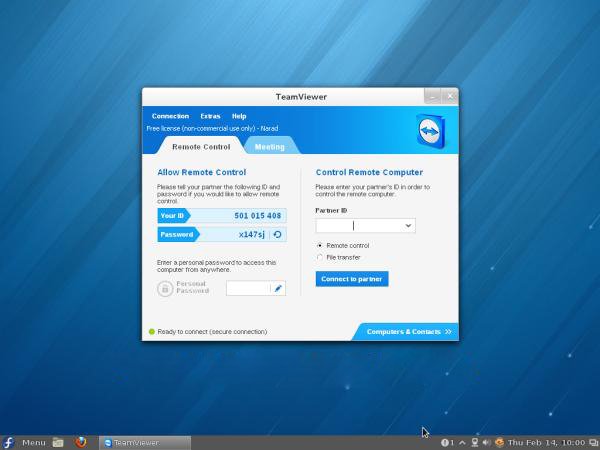 TeamViewer
Connection Extras Help
Free license (non-commercial use only) - Narad
Remote Control Meeting
Allow Remote Control
Please tell your partner the following ID and
password if you would like to allow remote
control.
Your ID 501 015 408
Password x147sj
Enter a personal password to access this
computer from anywhere.
Personal
Password
Control Remote Computer
Please enter your partner's ID in order to
control the remote computer.
Partner ID
Remote control
File transfer
Connect to partner
Ready to connect (secure connection)
Computers & Contacts >>
Menu TeamViewer 1 Thu Feb 14, 10:00